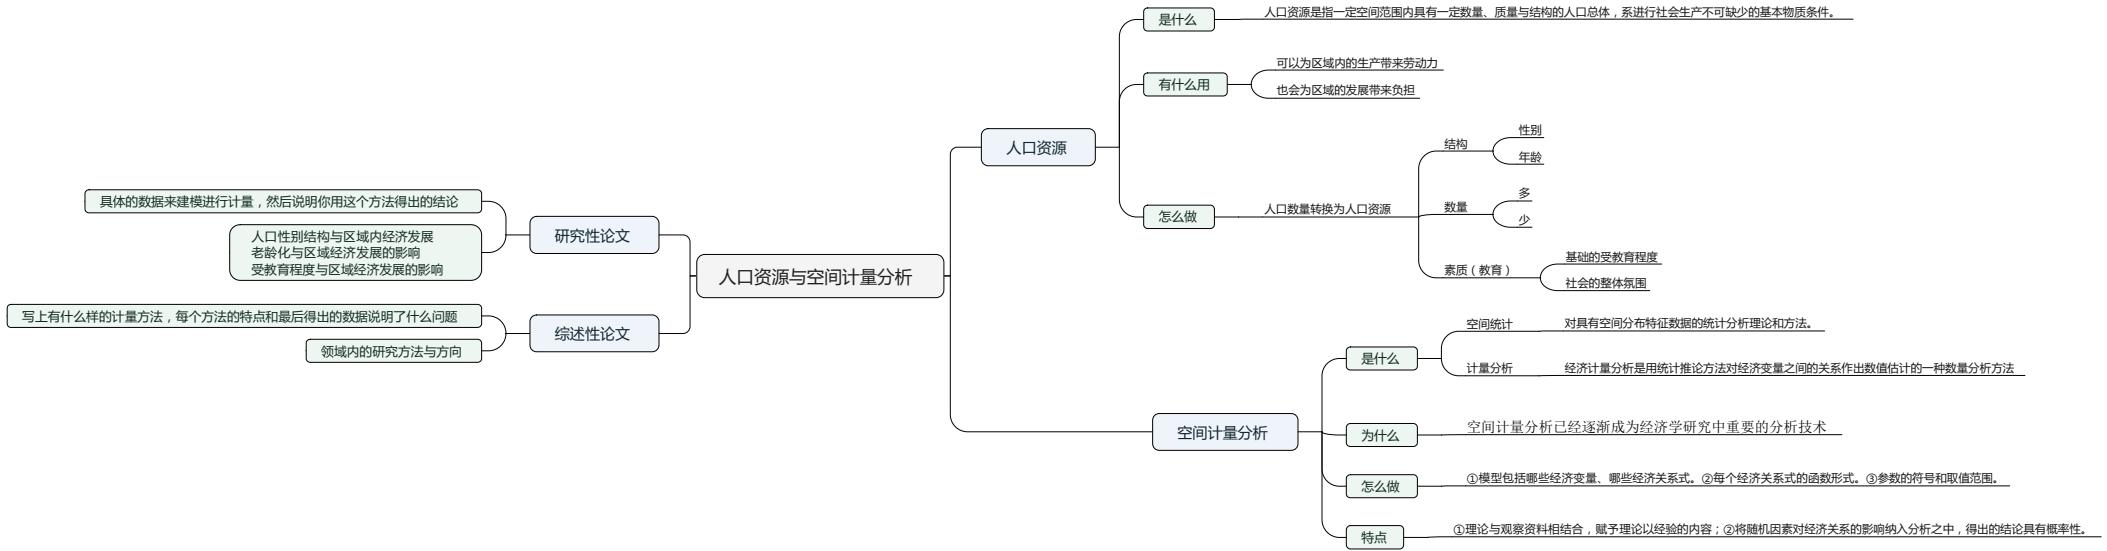 人口资源与空间计量分析
人口资源
是什么
人口资源是指一定空间范围内具有一定数量、质量与结构的人口总体，系进行社会生产不可缺少的基本物质条件。
有什么用
可以为区域内的生产带来劳动力
也会为区域的发展带来负担
怎么做
人口数量转换为人口资源
结构
性别
年龄
数量
多
少
素质（教育）
基础的受教育程度
社会的整体氛围
空间计量分析
是什么
空间统计
对具有空间分布特征数据的统计分析理论和方法。
计量分析
经济计量分析是用统计推论方法对经济变量之间的关系作出数值估计的一种数量分析方法
为什么
空间计量分析已经逐渐成为经济学研究中重要的分析技术
怎么做
①模型包括哪些经济变量、哪些经济关系式。②每个经济关系式的函数形式。③参数的符号和取值范围。
特点
①理论与观察资料相结合，赋予理论以经验的内容；②将随机因素对经济关系的影响纳入分析之中，得出的结论具有概率性。
研究性论文
具体的数据来建模进行计量，然后说明你用这个方法得出的结论
人口性别结构与区域内经济发展
老龄化与区域经济发展的影响
受教育程度与区域经济发展的影响
综述性论文
写上有什么样的计量方法，每个方法的特点和最后得出的数据说明了什么问题
领域内的研究方法与方向